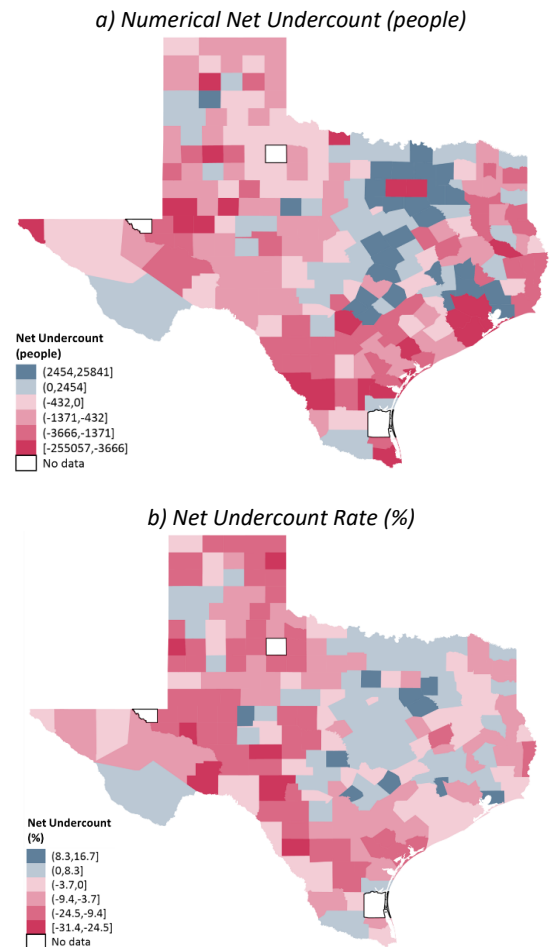 a) Numerical Net Undercount (people)
Net Undercount
(people)
(2454,25841]
(0,2454]
(-432,0]
(-1371,-432)
(-3666,-1371]
[-255057,-3666]
No data
b) Net Undercount Rate (%)
Net Undercount
(%)
(8.3,16.7]
(0,8.3]
(-3.7,0]
(-9.4,-3.7]
(-24.5,-9.4]
[-31.4,-24.5]
No data